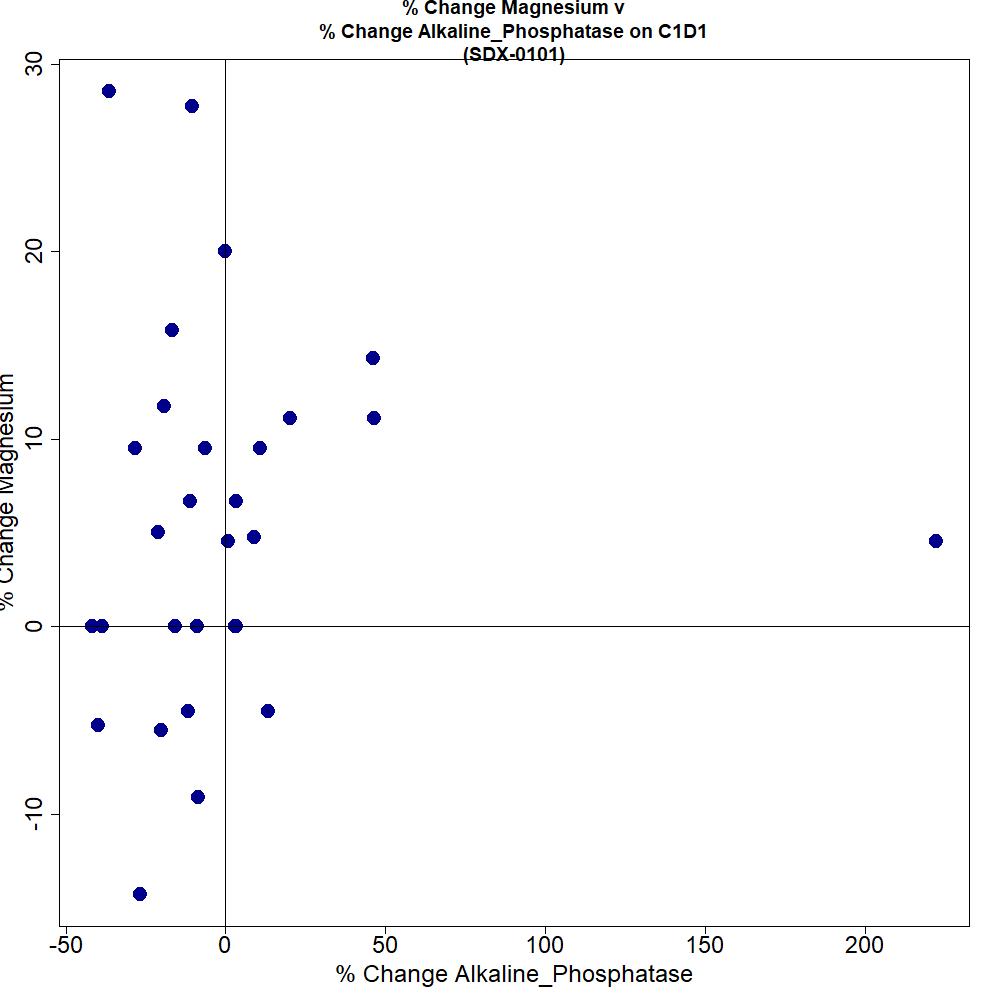 % Change Magnesium v
% Change Alkaline_Phosphatase on C1D1
(SDX-0101)
30
20
10
0
-10
% Change Magnesium
-50 0 50 100 150 200
% Change Alkaline_Phosphatase